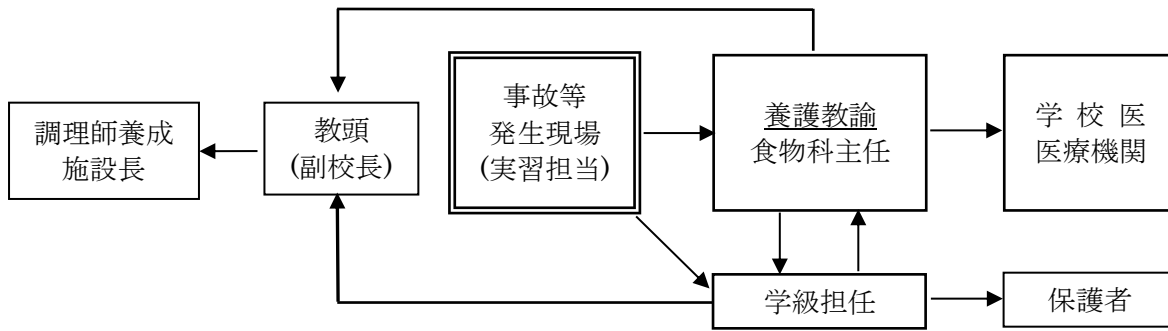 調理師養成
施設長
教頭
(副校長)
事故等
発生現場
(実習担当)
養護教諭
食物科主任
学 校 医
医療機関
学級担任
保護者